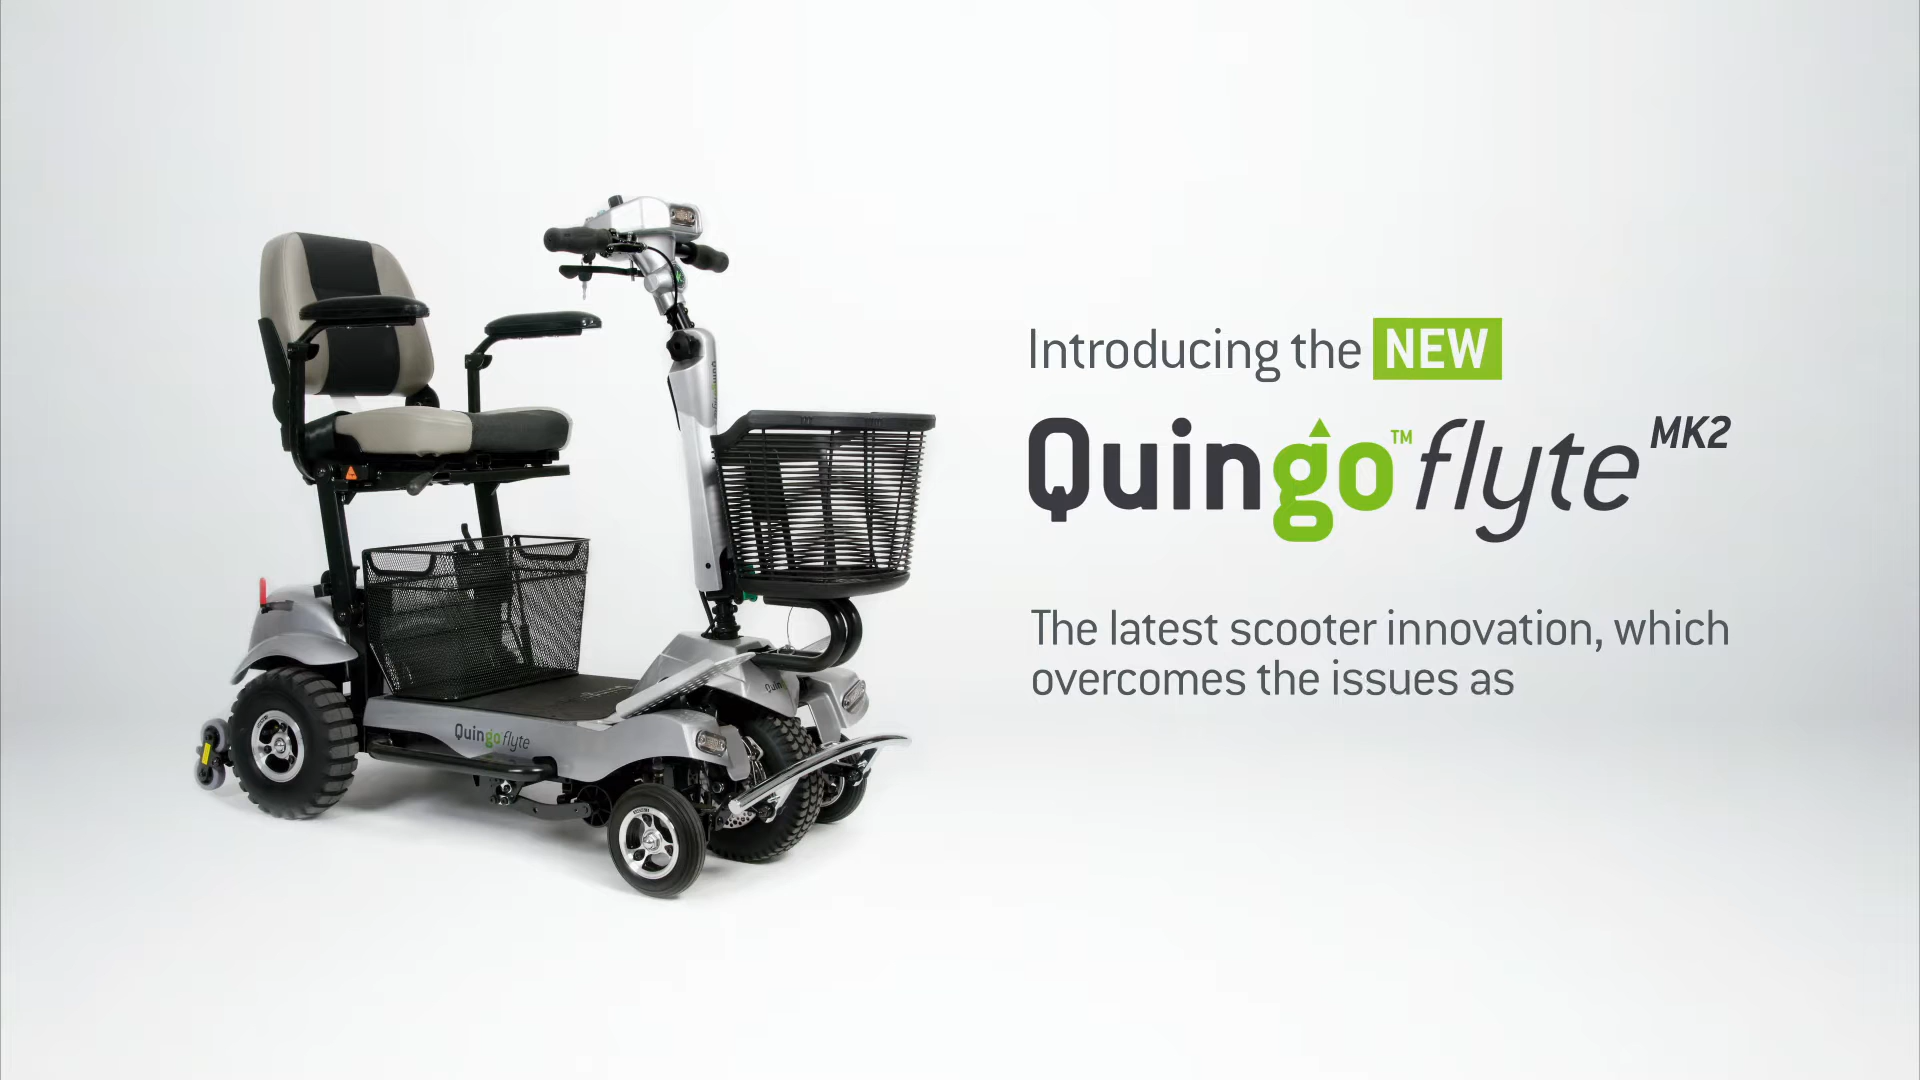 Introducing the NEW
Quingo™ flyte MK2
The latest scooter innovation, which
overcomes the issues as
Quingo flyte